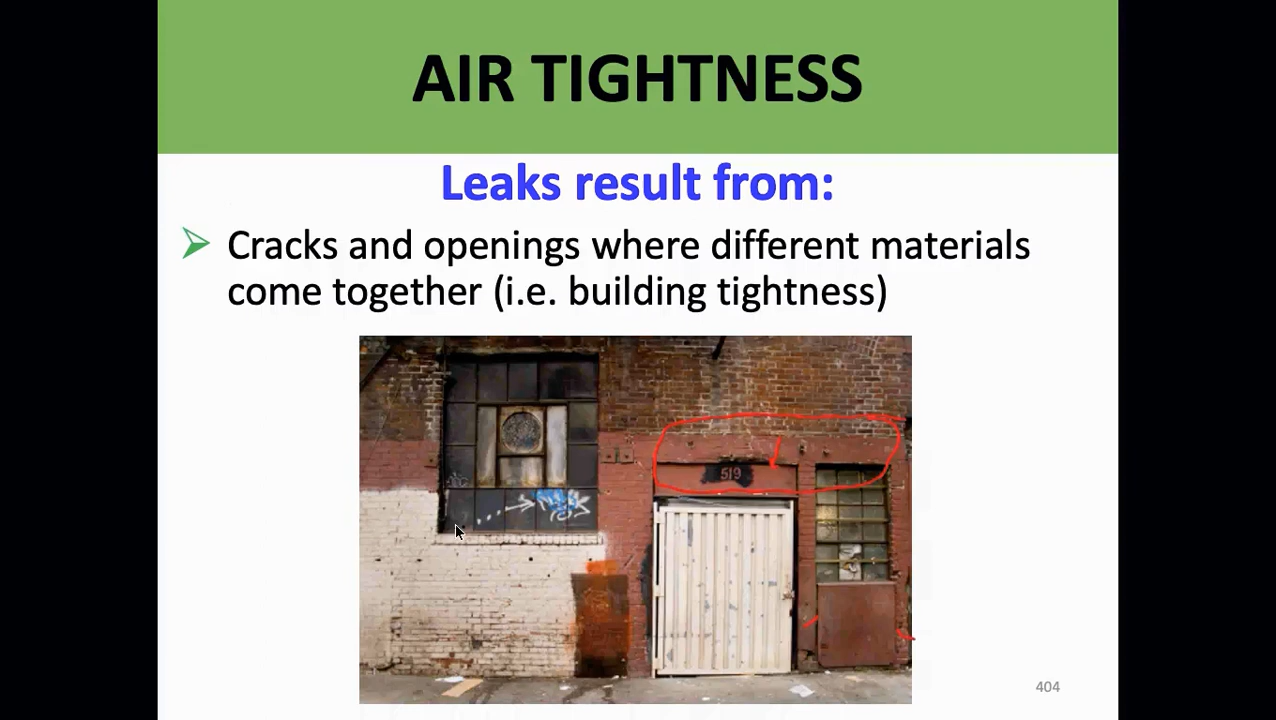 AIR TIGHTNESS
Leaks result from:
Cracks and openings where different materials
come together (i.e. building tightness)
519
404